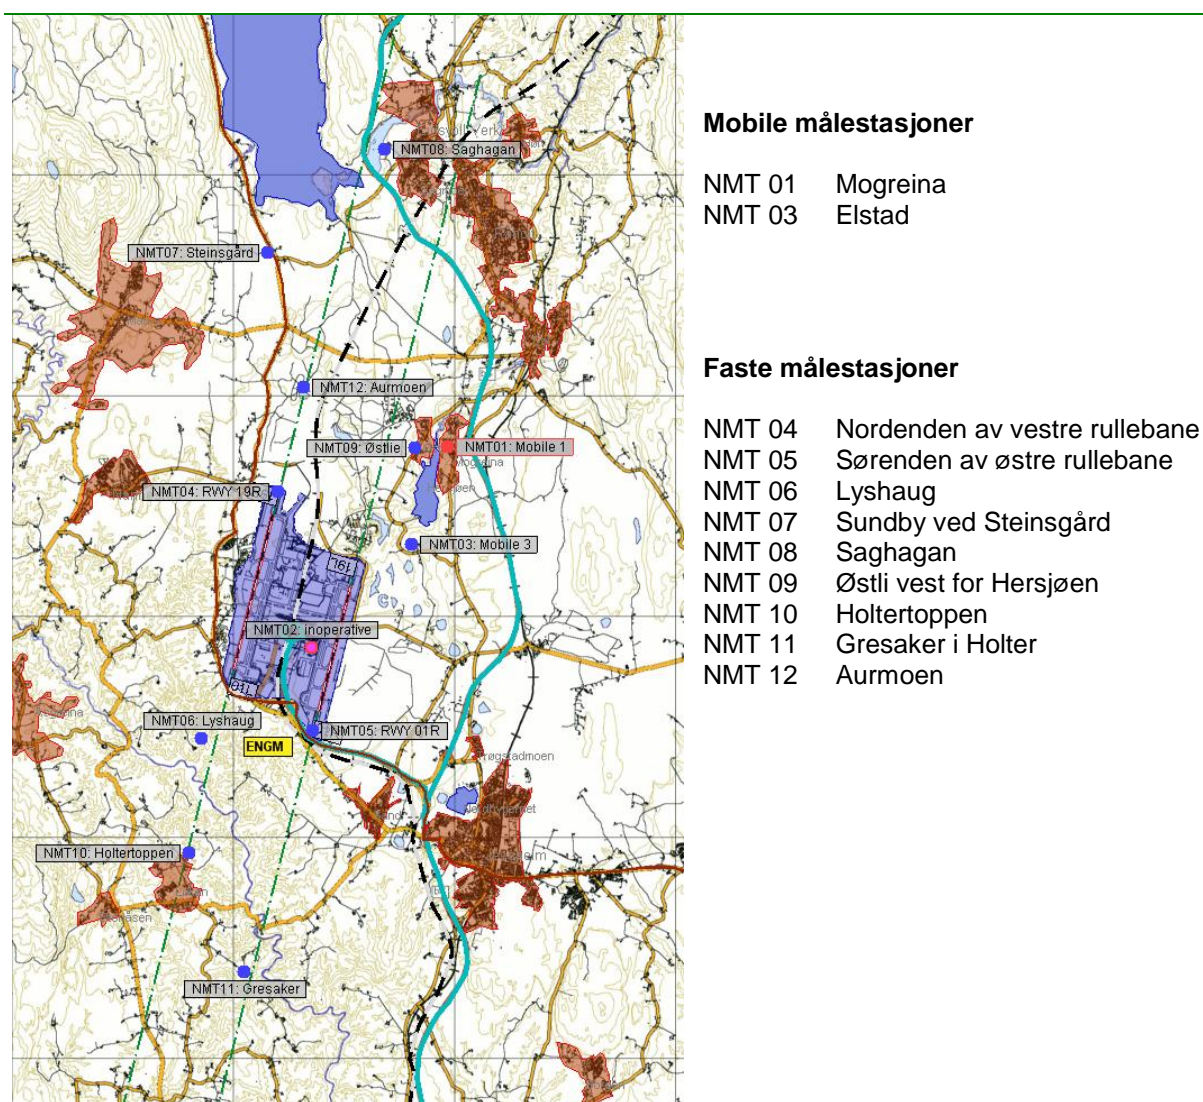 Mobile målestasjoner
NMT 01 Mogreina
NMT 03 Elstad
Faste målestasjoner
NMT 04 Nordenden av vestre rullebane
NMT 05 Sørenden av østre rullebane
NMT 06 Lyshaug
NMT 07 Sundby ved Steinsgård
NMT 08 Saghagan
NMT 09 Østli vest for Hersjøen
NMT 10 Holtertoppen
NMT 11 Gresaker i Holter
NMT 12 Aurmoen
NMT08: Saghagan
NMT07: Steinsgård
NMT12: Aurmoen
NMT09: Østlie
NMT01: Mobile 1
Mogreina
NMT04: RWY 19R
NMT03: Mobile 3
19L
NMT02: inoperative
NMT06: Lyshaug
NMT05: RWY 01R
ENGM
NMT10: Holtertoppen
NMT11: Gresaker